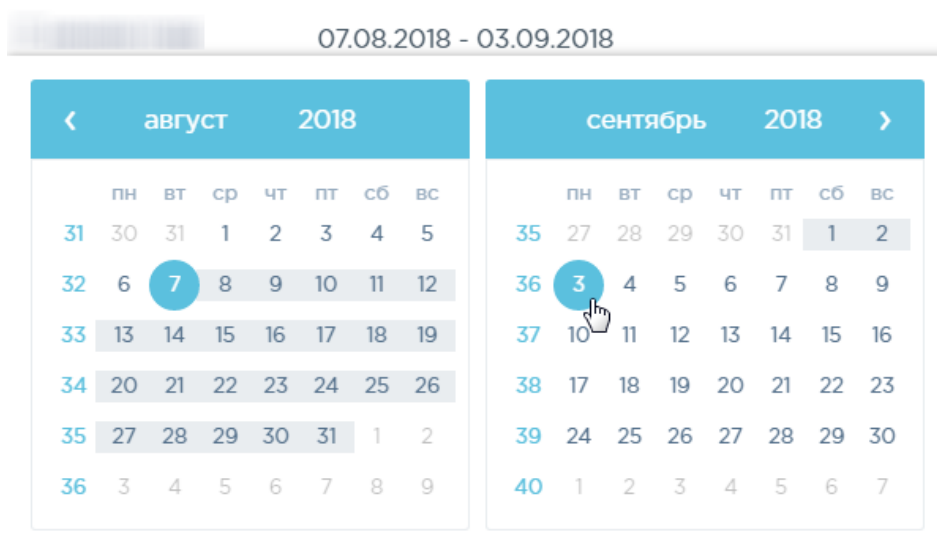 07.08.2018 - 03.09.2018
‹ август 2018
пн вт ср чт пт сб вс
31 30 31 1 2 3 4 5
32 6 7 8 9 10 11 12
33 13 14 15 16 17 18 19
34 20 21 22 23 24 25 26
35 27 28 29 30 31 1 2
36 3 4 5 6 7 8 9
сентябрь 2018 ›
пн вт ср чт пт сб вс
35 27 28 29 30 31 1 2
36 3 4 5 6 7 8 9
37 10 11 12 13 14 15 16
38 17 18 19 20 21 22 23
39 24 25 26 27 28 29 30
40 1 2 3 4 5 6 7